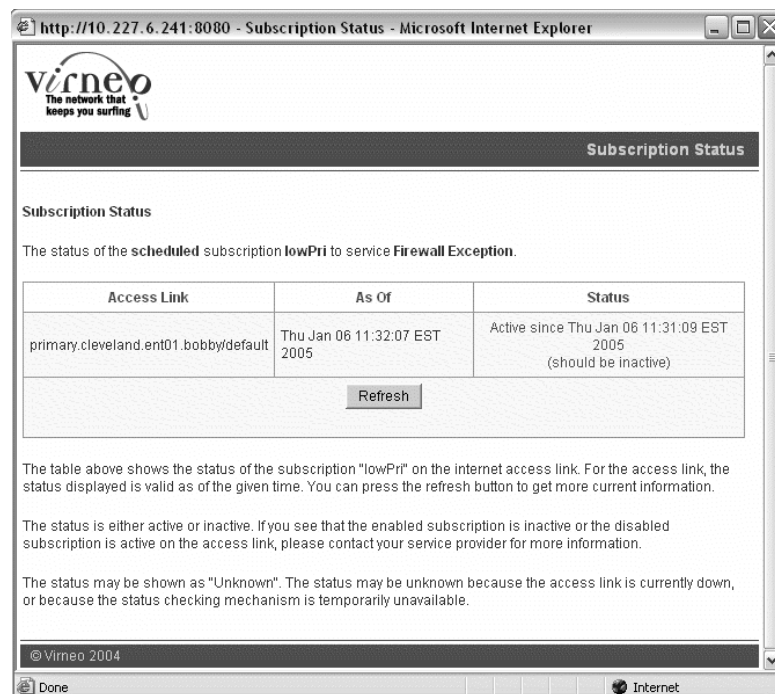 http://10.227.6.241:8080 - Subscription Status - Microsoft Internet Explorer
Virneo
The network that
keeps you surfing
Subscription Status
Subscription Status
The status of the scheduled subscription lowPri to service Firewall Exception.
Access Link
As Of
Status
primary.cleveland.ent01.bobby/default
Thu Jan 06 11:32:07 EST
2005
Active since Thu Jan 06 11:31:09 EST
2005
(should be inactive)
Refresh
The table above shows the status of the subscription "lowPri" on the internet access link. For the access link, the
status displayed is valid as of the given time. You can press the refresh button to get more current information.
The status is either active or inactive. If you see that the enabled subscription is inactive or the disabled
subscription is active on the access link, please contact your service provider for more information.
The status may be shown as "Unknown". The status may be unknown because the access link is currently down,
or because the status checking mechanism is temporarily unavailable.
© Virneo 2004
Done
Internet